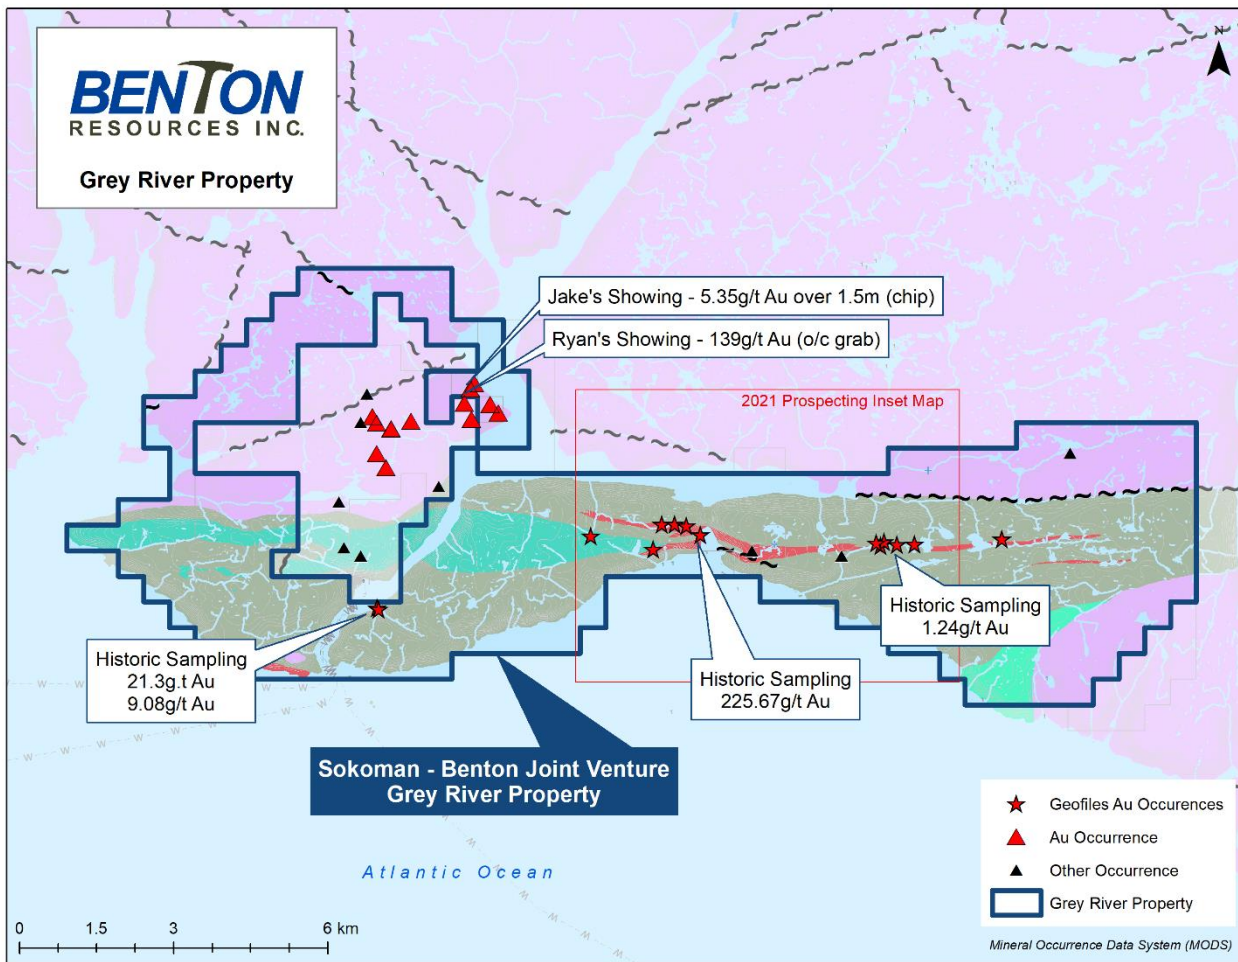 BENTON
RESOURCES INC.
Grey River Property
N
Jake's Showing - 5.35g/t Au over 1.5m (chip)
Ryan's Showing - 139g/t Au (o/c grab)
2021 Prospecting Inset Map
Historic Sampling
1.24g/t Au
Historic Sampling
21.3g.t Au
9.08g/t Au
Historic Sampling
225.67g/t Au
Sokoman - Benton Joint Venture
Grey River Property
Atlantic Ocean
Geofiles Au Occurences
Au Occurrence
Other Occurrence
Grey River Property
0 1.5 3 6 km
Mineral Occurrence Data System (MODS)